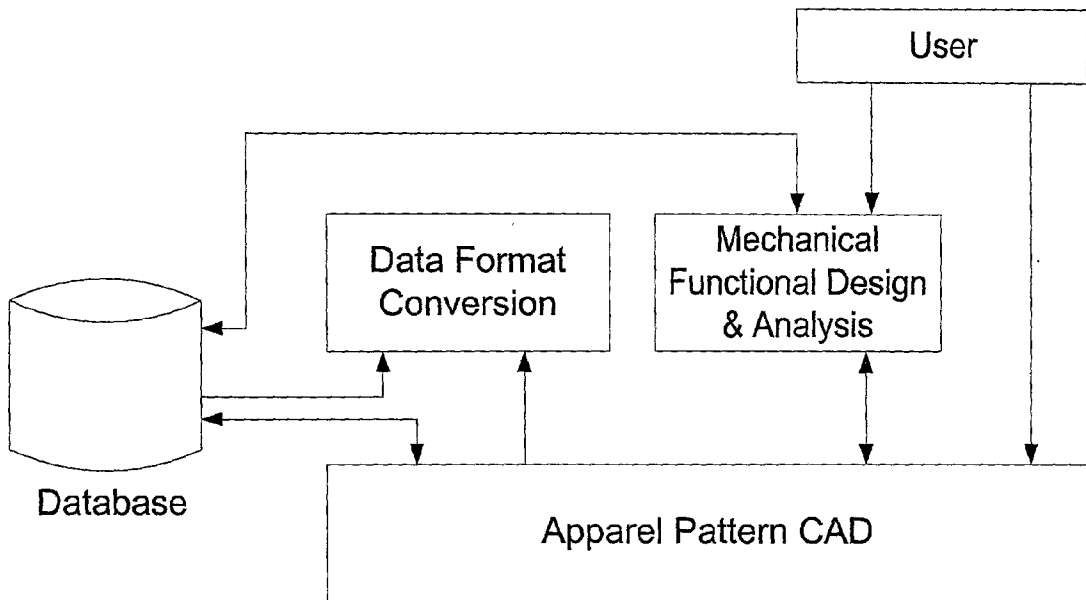 User
Data Format
Conversion
Mechanical
Functional Design
& Analysis
Database
Apparel Pattern CAD